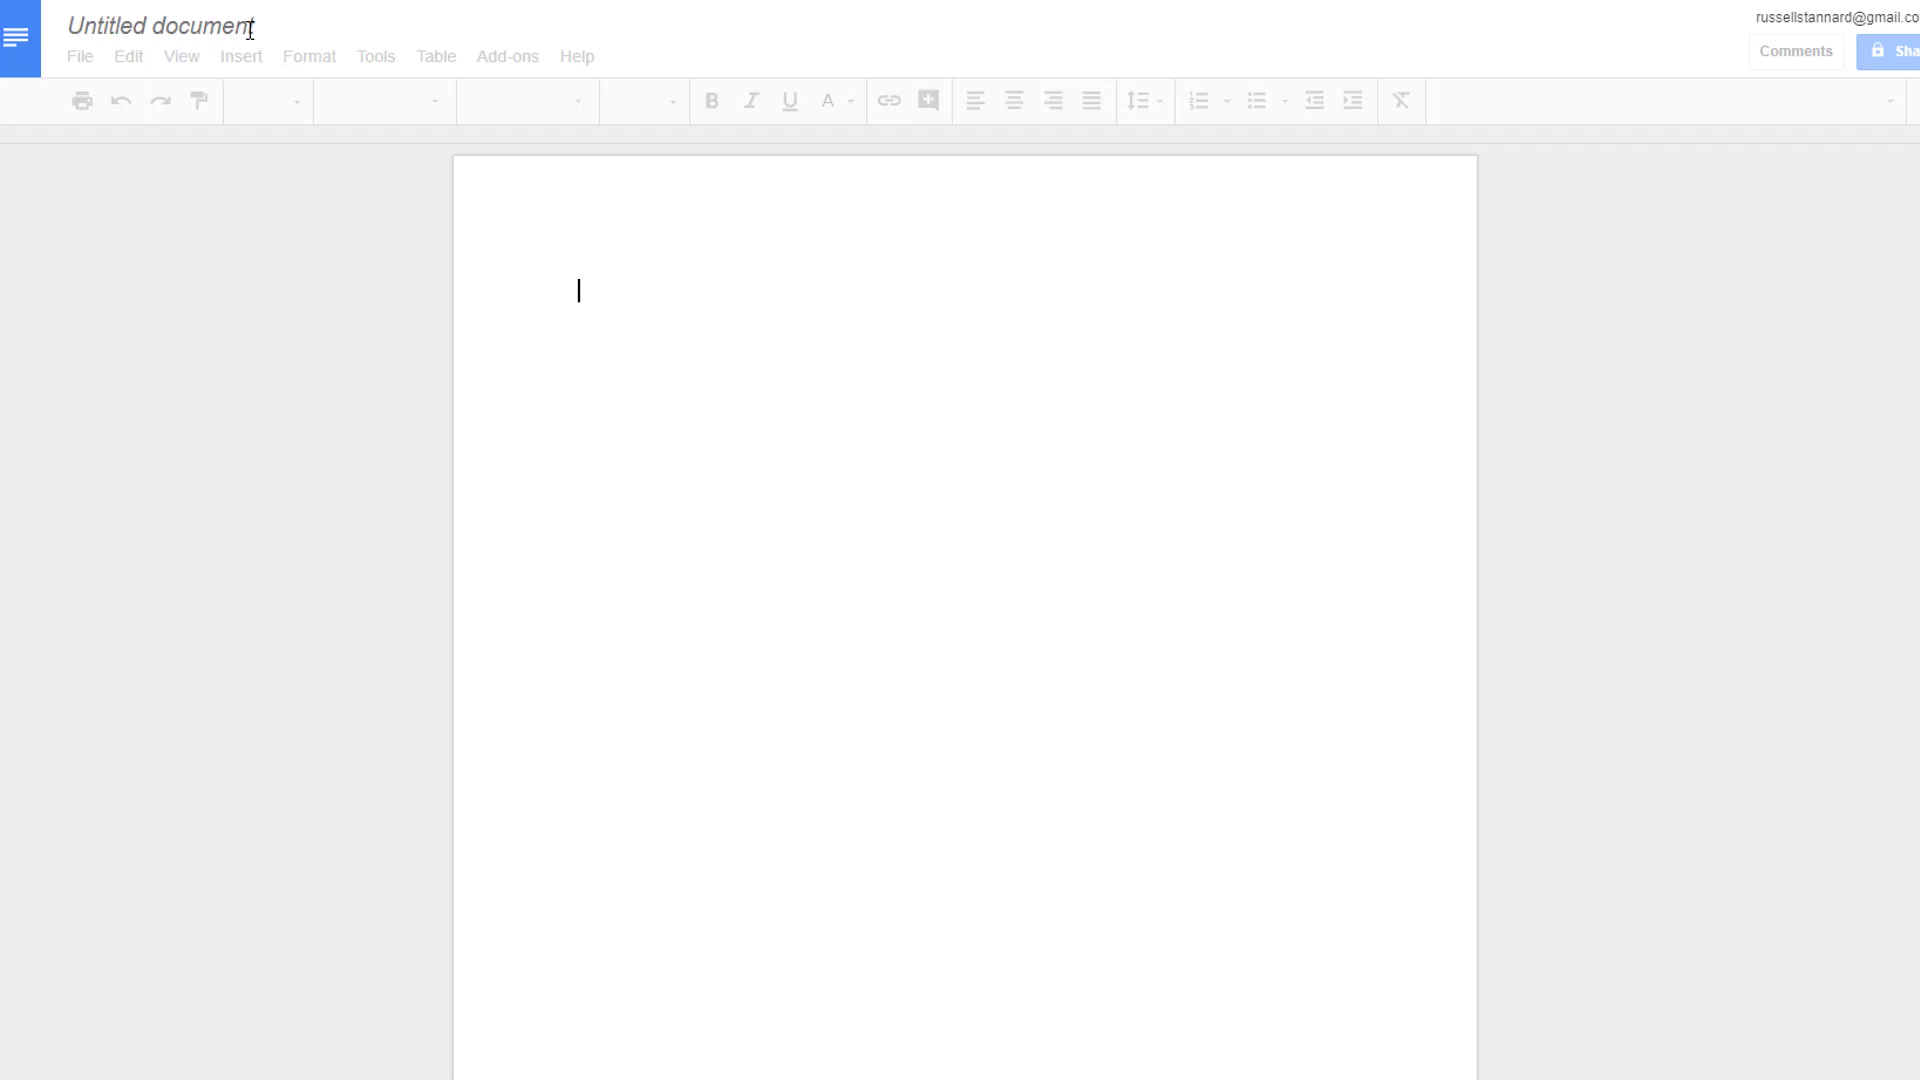 Untitled document
russellstannard@gmail.co
File Edit View Insert Format Tools Table Add-ons Help
Comments
Sha
B I U A